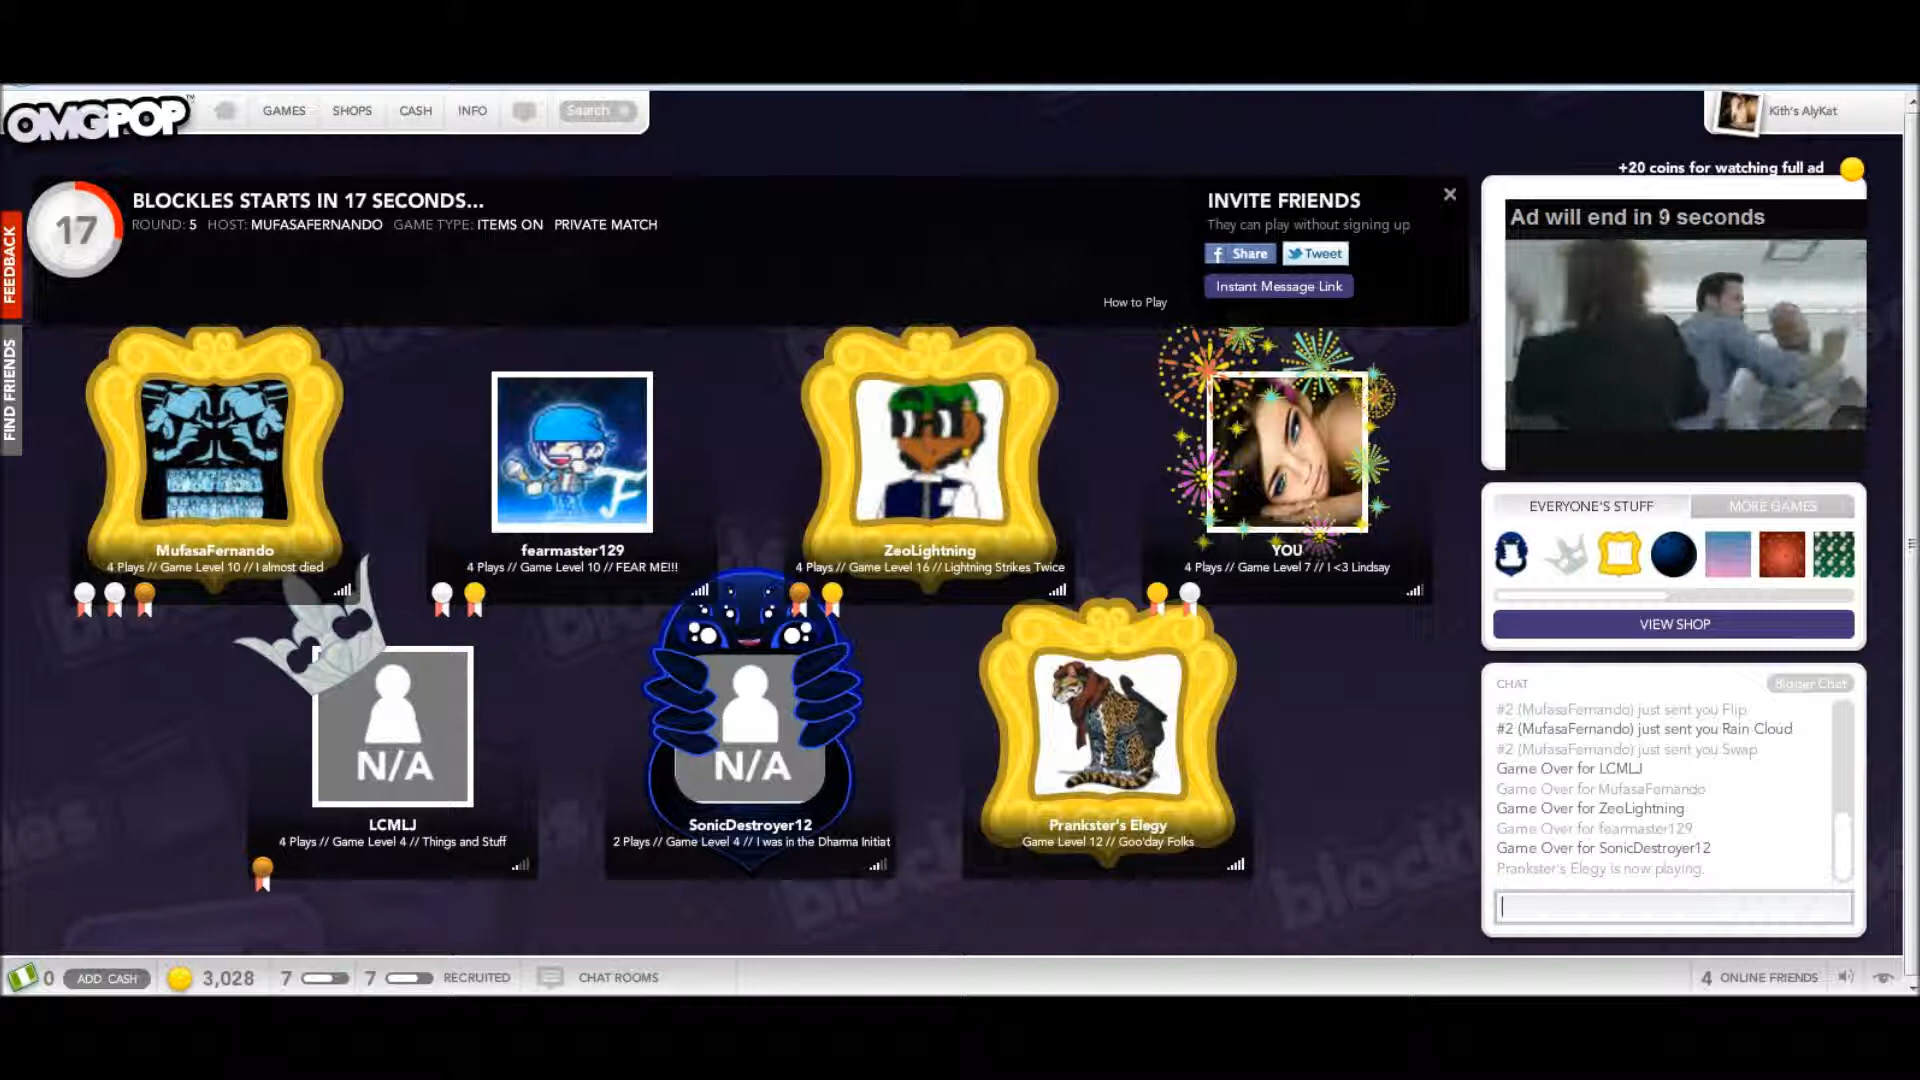 OMGPOP™
GAMES SHOPS CASH INFO Search
Kith's AlyKat
+20 coins for watching full ad
17
BLOCKLES STARTS IN 17 SECONDS...
ROUND: 5 HOST: MUFASAFERNANDO GAME TYPE: ITEMS ON PRIVATE MATCH
How to Play
INVITE FRIENDS
They can play without signing up
Share Tweet
Instant Message Link
FEEDBACK
FIND FRIENDS
Ad will end in 9 seconds
MufasaFernando
4 Plays // Game Level 10 // I almost died
fearmaster129
4 Plays // Game Level 10 // FEAR ME!!!
ZeoLightning
4 Plays // Game Level 16 // Lightning Strikes Twice
YOU
4 Plays // Game Level 7 // I <3 Lindsay
N/A
LCMLJ
4 Plays // Game Level 4 // Things and Stuff
N/A
SonicDestroyer12
2 Plays // Game Level 4 // I was in the Dharma Initiat
Prankster's Elegy
Game Level 12 // Goo'day Folks
EVERYONE'S STUFF MORE GAMES
VIEW SHOP
CHAT Bigger Chat
#2 (MufasaFernando) just sent you Flip
#2 (MufasaFernando) just sent you Rain Cloud
#2 (MufasaFernando) just sent you Swap
Game Over for LCMLJ
Game Over for MufasaFernando
Game Over for ZeoLightning
Game Over for fearmaster129
Game Over for SonicDestroyer12
Prankster's Elegy is now playing.
0 ADD CASH 3,028 7 7 RECRUITED CHAT ROOMS
4 ONLINE FRIENDS